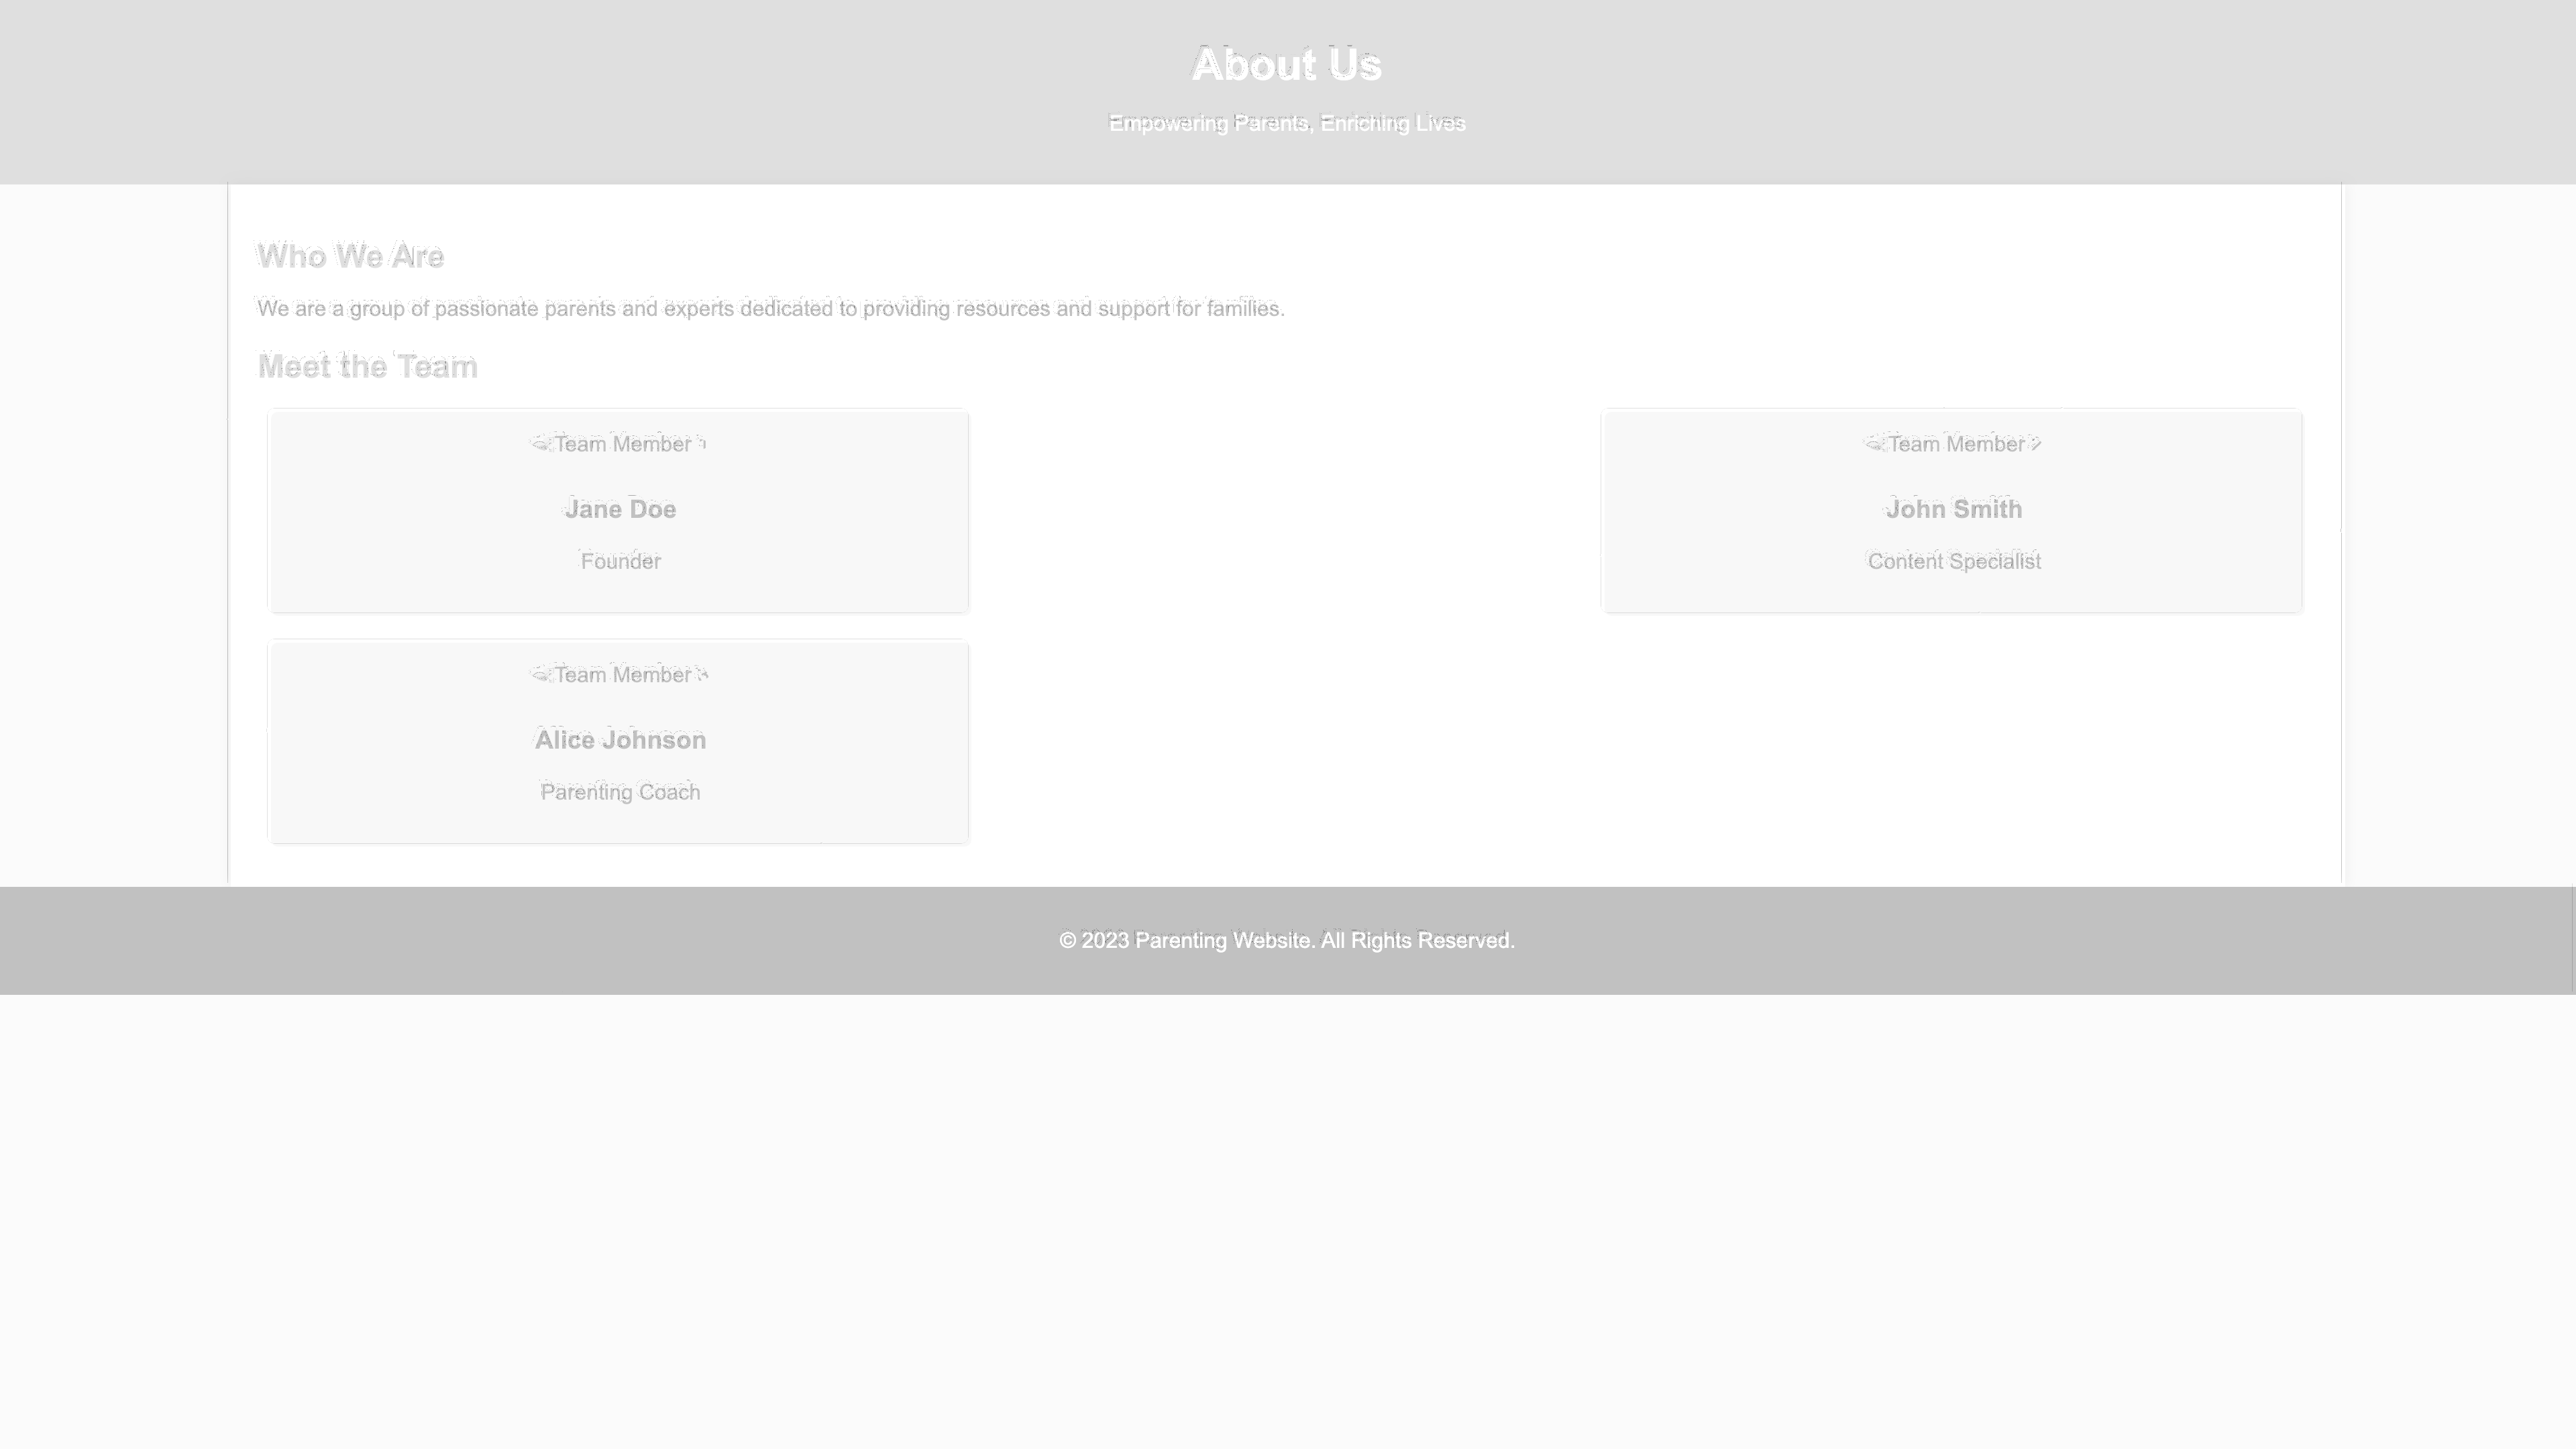 About Us
Empowering Parents, Enriching Lives
Who We Are
We are a group of passionate parents and experts dedicated to providing resources and support for families.
Meet the Team
Team Member
Team Member 2
Jane Doe
John Smith
Founder
Content Specialist
Team Member
Alice Johnson
Parenting Coach
© 2023 Parenting Website. All Rights Reserved.